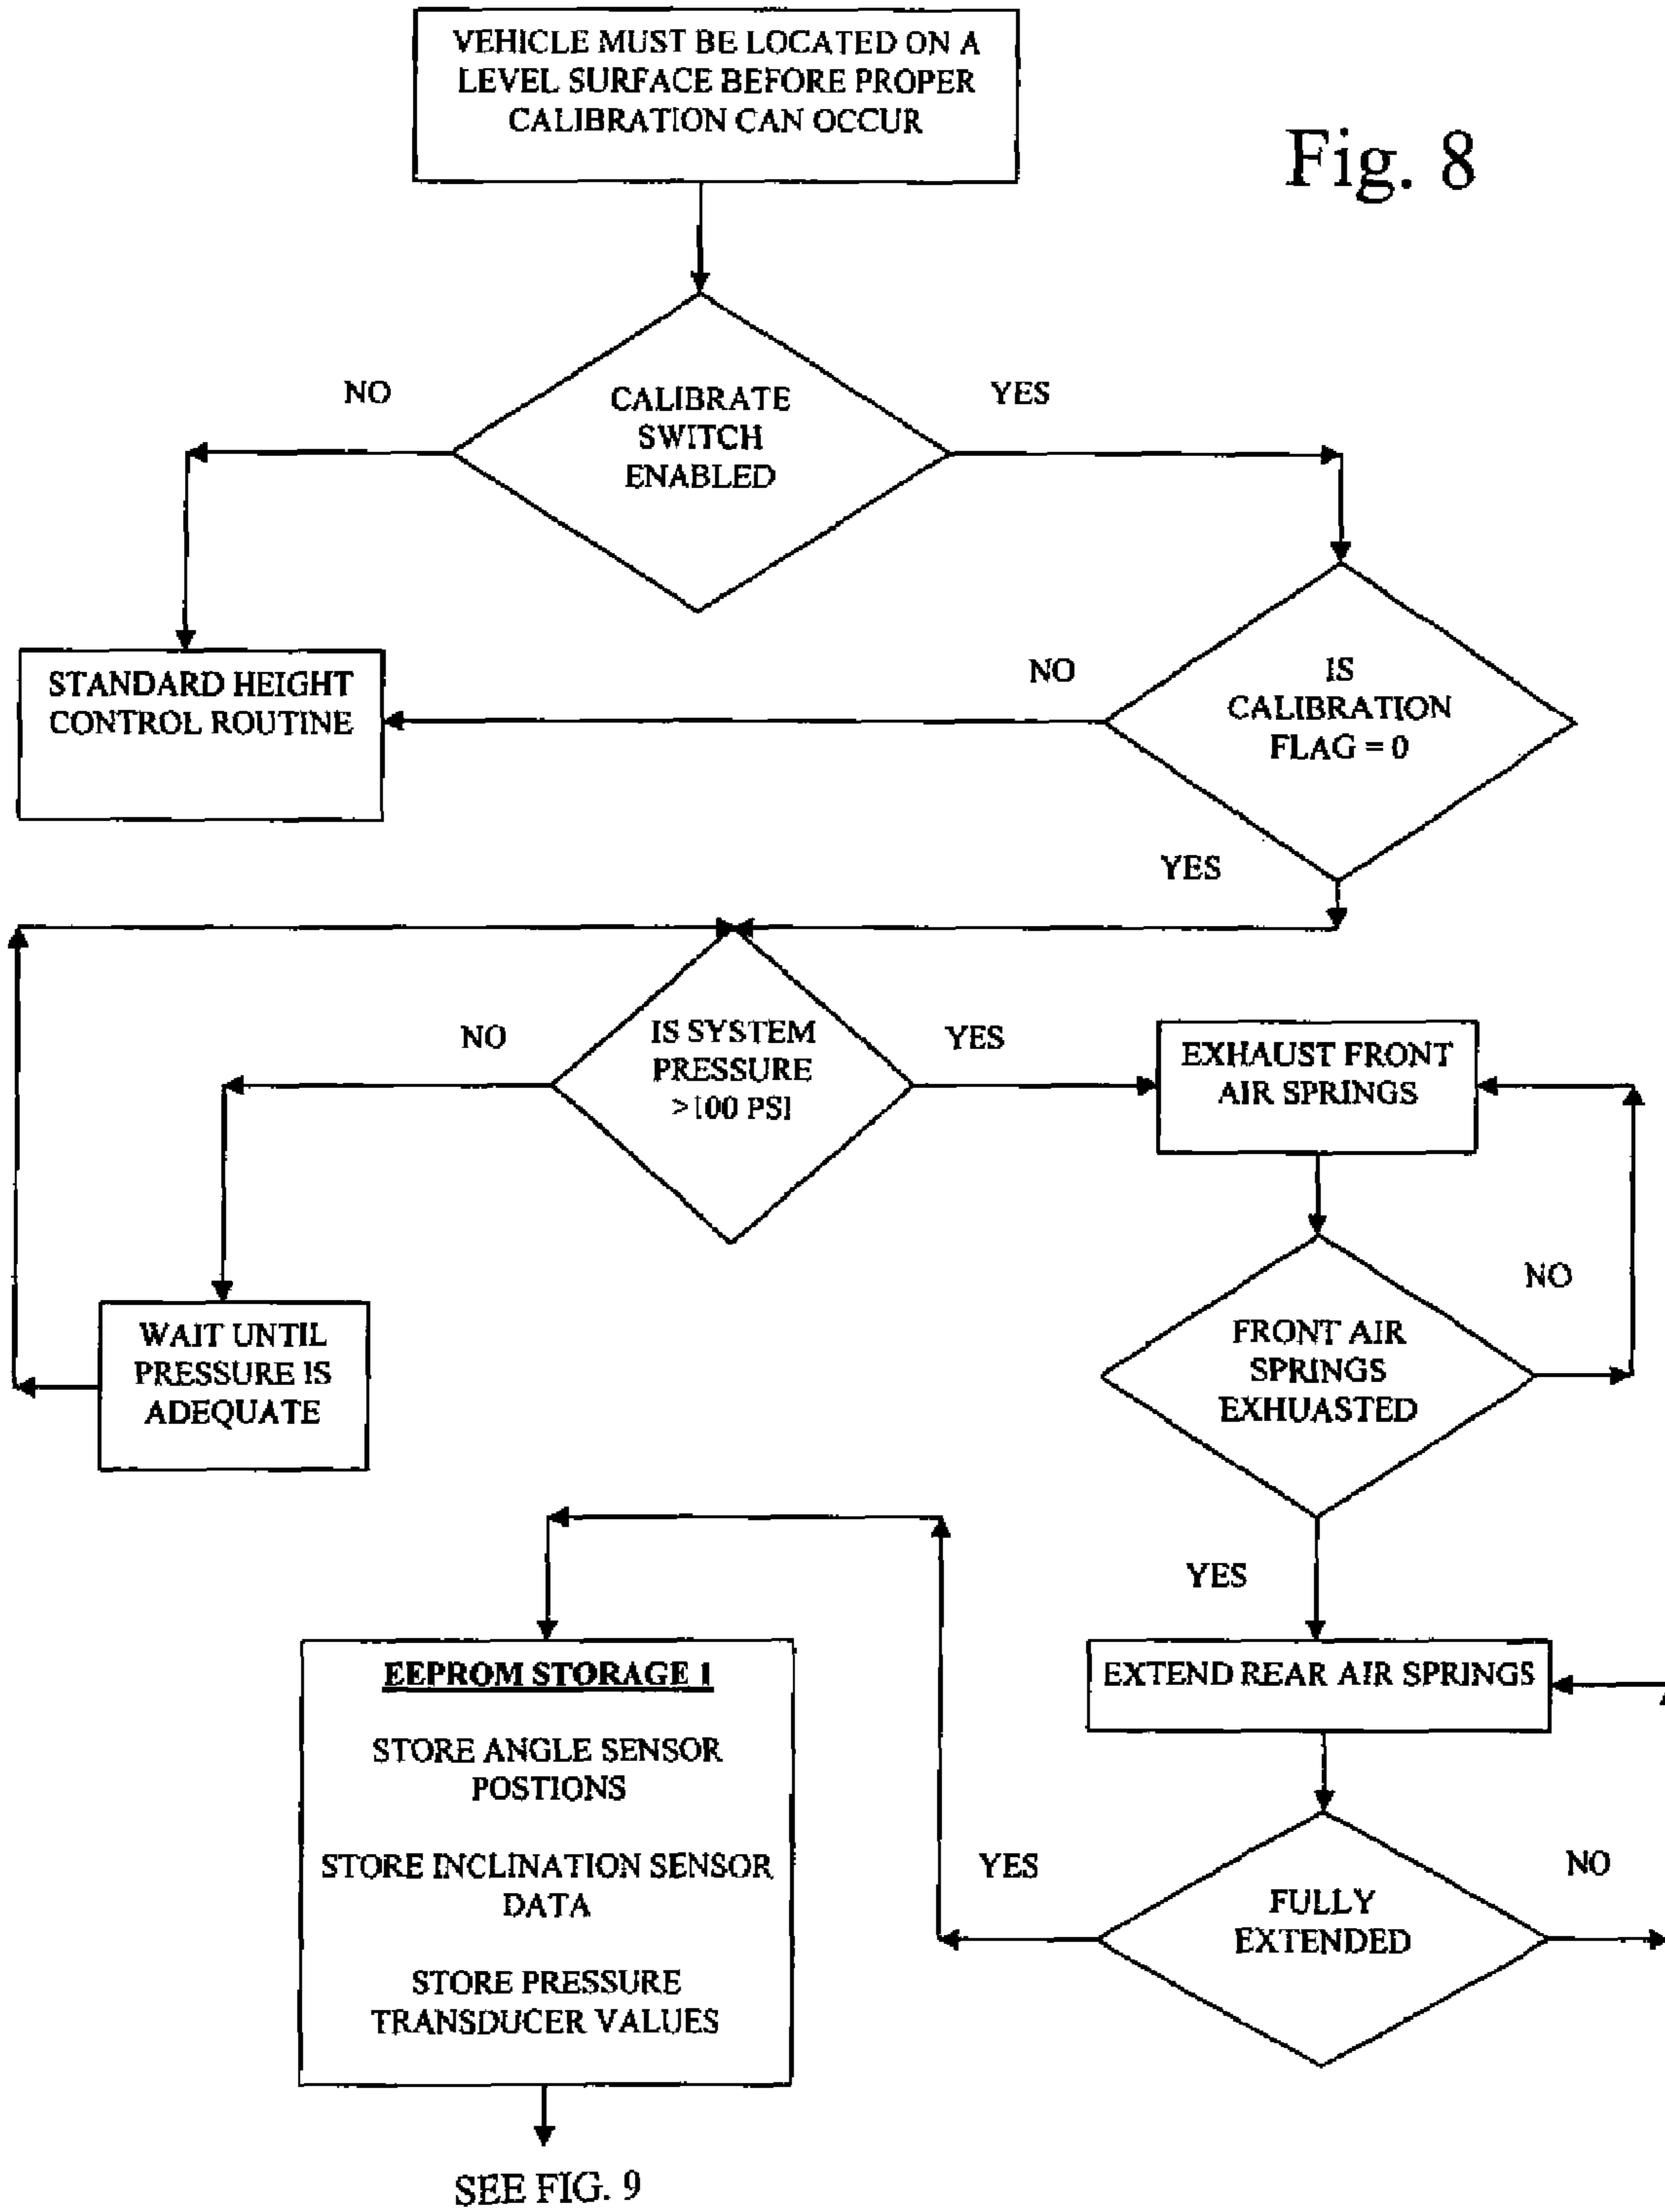 VEHICLE MUST BE LOCATED ON A
LEVEL SURFACE BEFORE PROPER
CALIBRATION CAN OCCUR
Fig. 8
NO
CALIBRATE
SWITCH
ENABLED
YES
STANDARD HEIGHT
CONTROL ROUTINE
NO
IS
CALIBRATION
FLAG = 0
YES
NO
IS SYSTEM
PRESSURE
>100 PSI
YES
EXHAUST FRONT
AIR SPRINGS
NO
WAIT UNTIL
PRESSURE IS
ADEQUATE
FRONT AIR
SPRINGS
EXHUASTED
YES
EXTEND REAR AIR SPRINGS
EEPROM STORAGE 1
STORE ANGLE SENSOR
POSTIONS
STORE INCLINATION SENSOR
DATA
STORE PRESSURE
TRANSDUCER VALUES
YES
FULLY
EXTENDED
NO
SEE FIG. 9